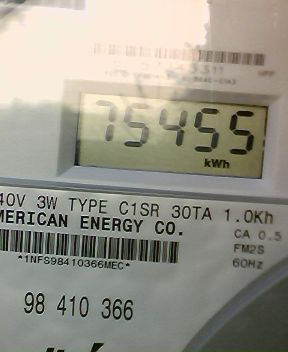 75455
kWh
40V 3W TYPE C1SR 30TA 1.0Kh
MERICAN ENERGY CO.
CA 0.5
FM2S
60Hz
*1NFS98410366MEC*
98 410 366